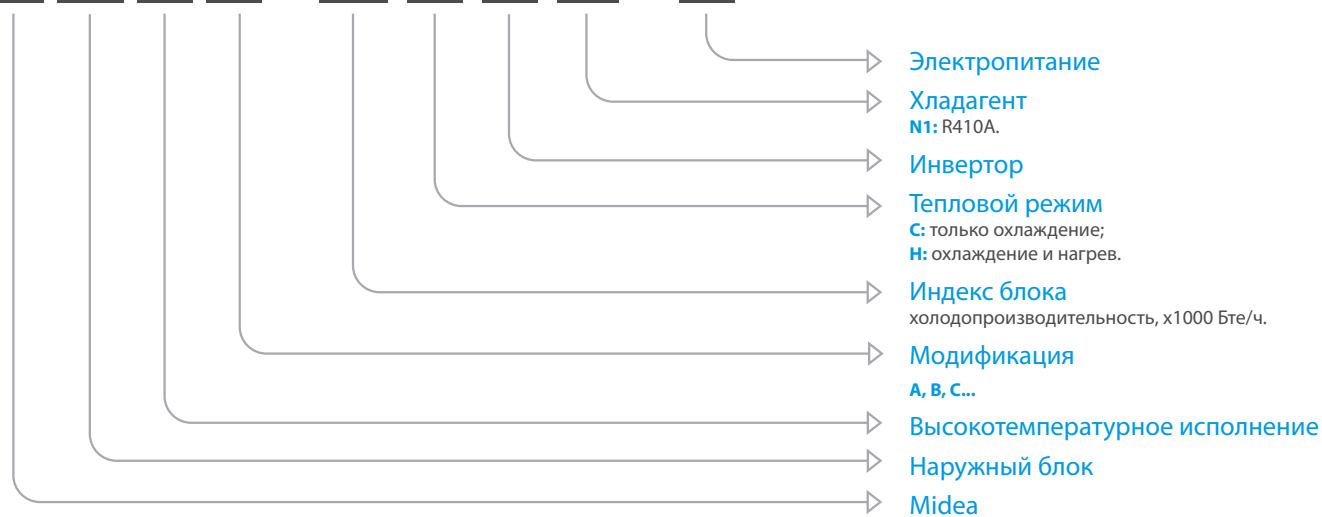 Электропитание
Хладагент
N1: R410A.
Инвертор
Тепловой режим
C: только охлаждение;
H: охлаждение и нагрев.
Индекс блока
холодопроизводительность, х1000 Бте/ч.
Модификация
A, B, C...
Высокотемпературное исполнение
Наружный блок
Midea